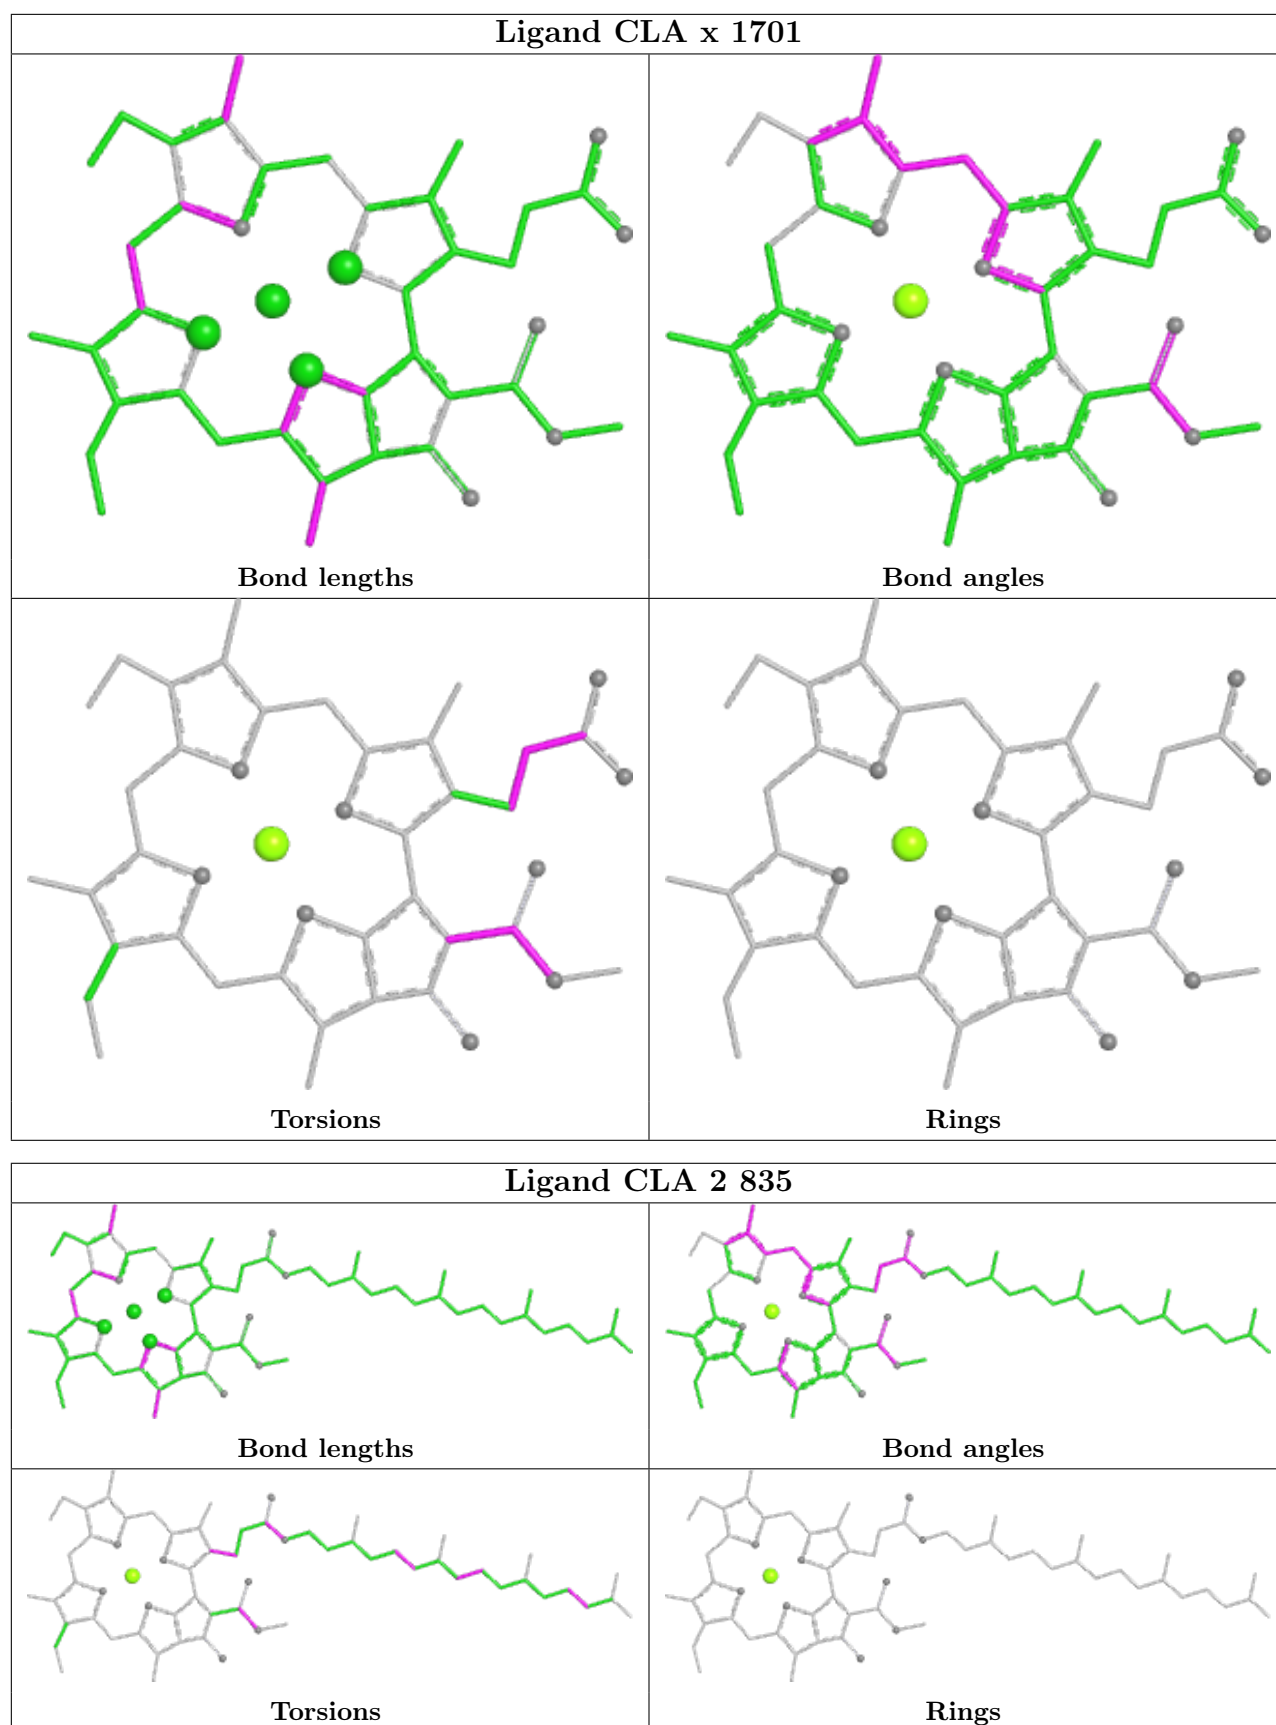 Ligand CLA x 1701
Bond lengths
Bond angles
Torsions
Rings
Ligand CLA 2 835
Bond lengths
Bond angles
Torsions
Rings